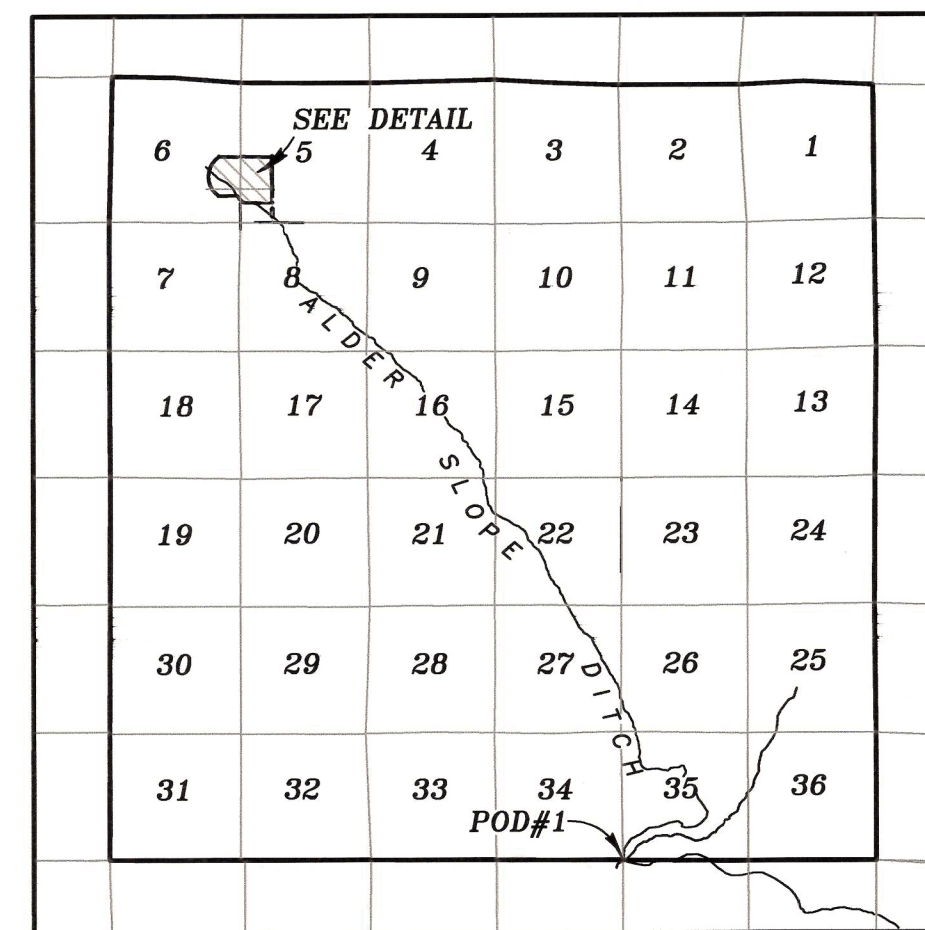 SEE DETAIL
6 5 4 3 2 1
7 8 9 10 11 12
ALDER
18 17 16 15 14 13
SLOPE
19 20 21 22 23 24
30 29 28 27 26 25
DITCH
31 32 33 34 35 36
POD#1